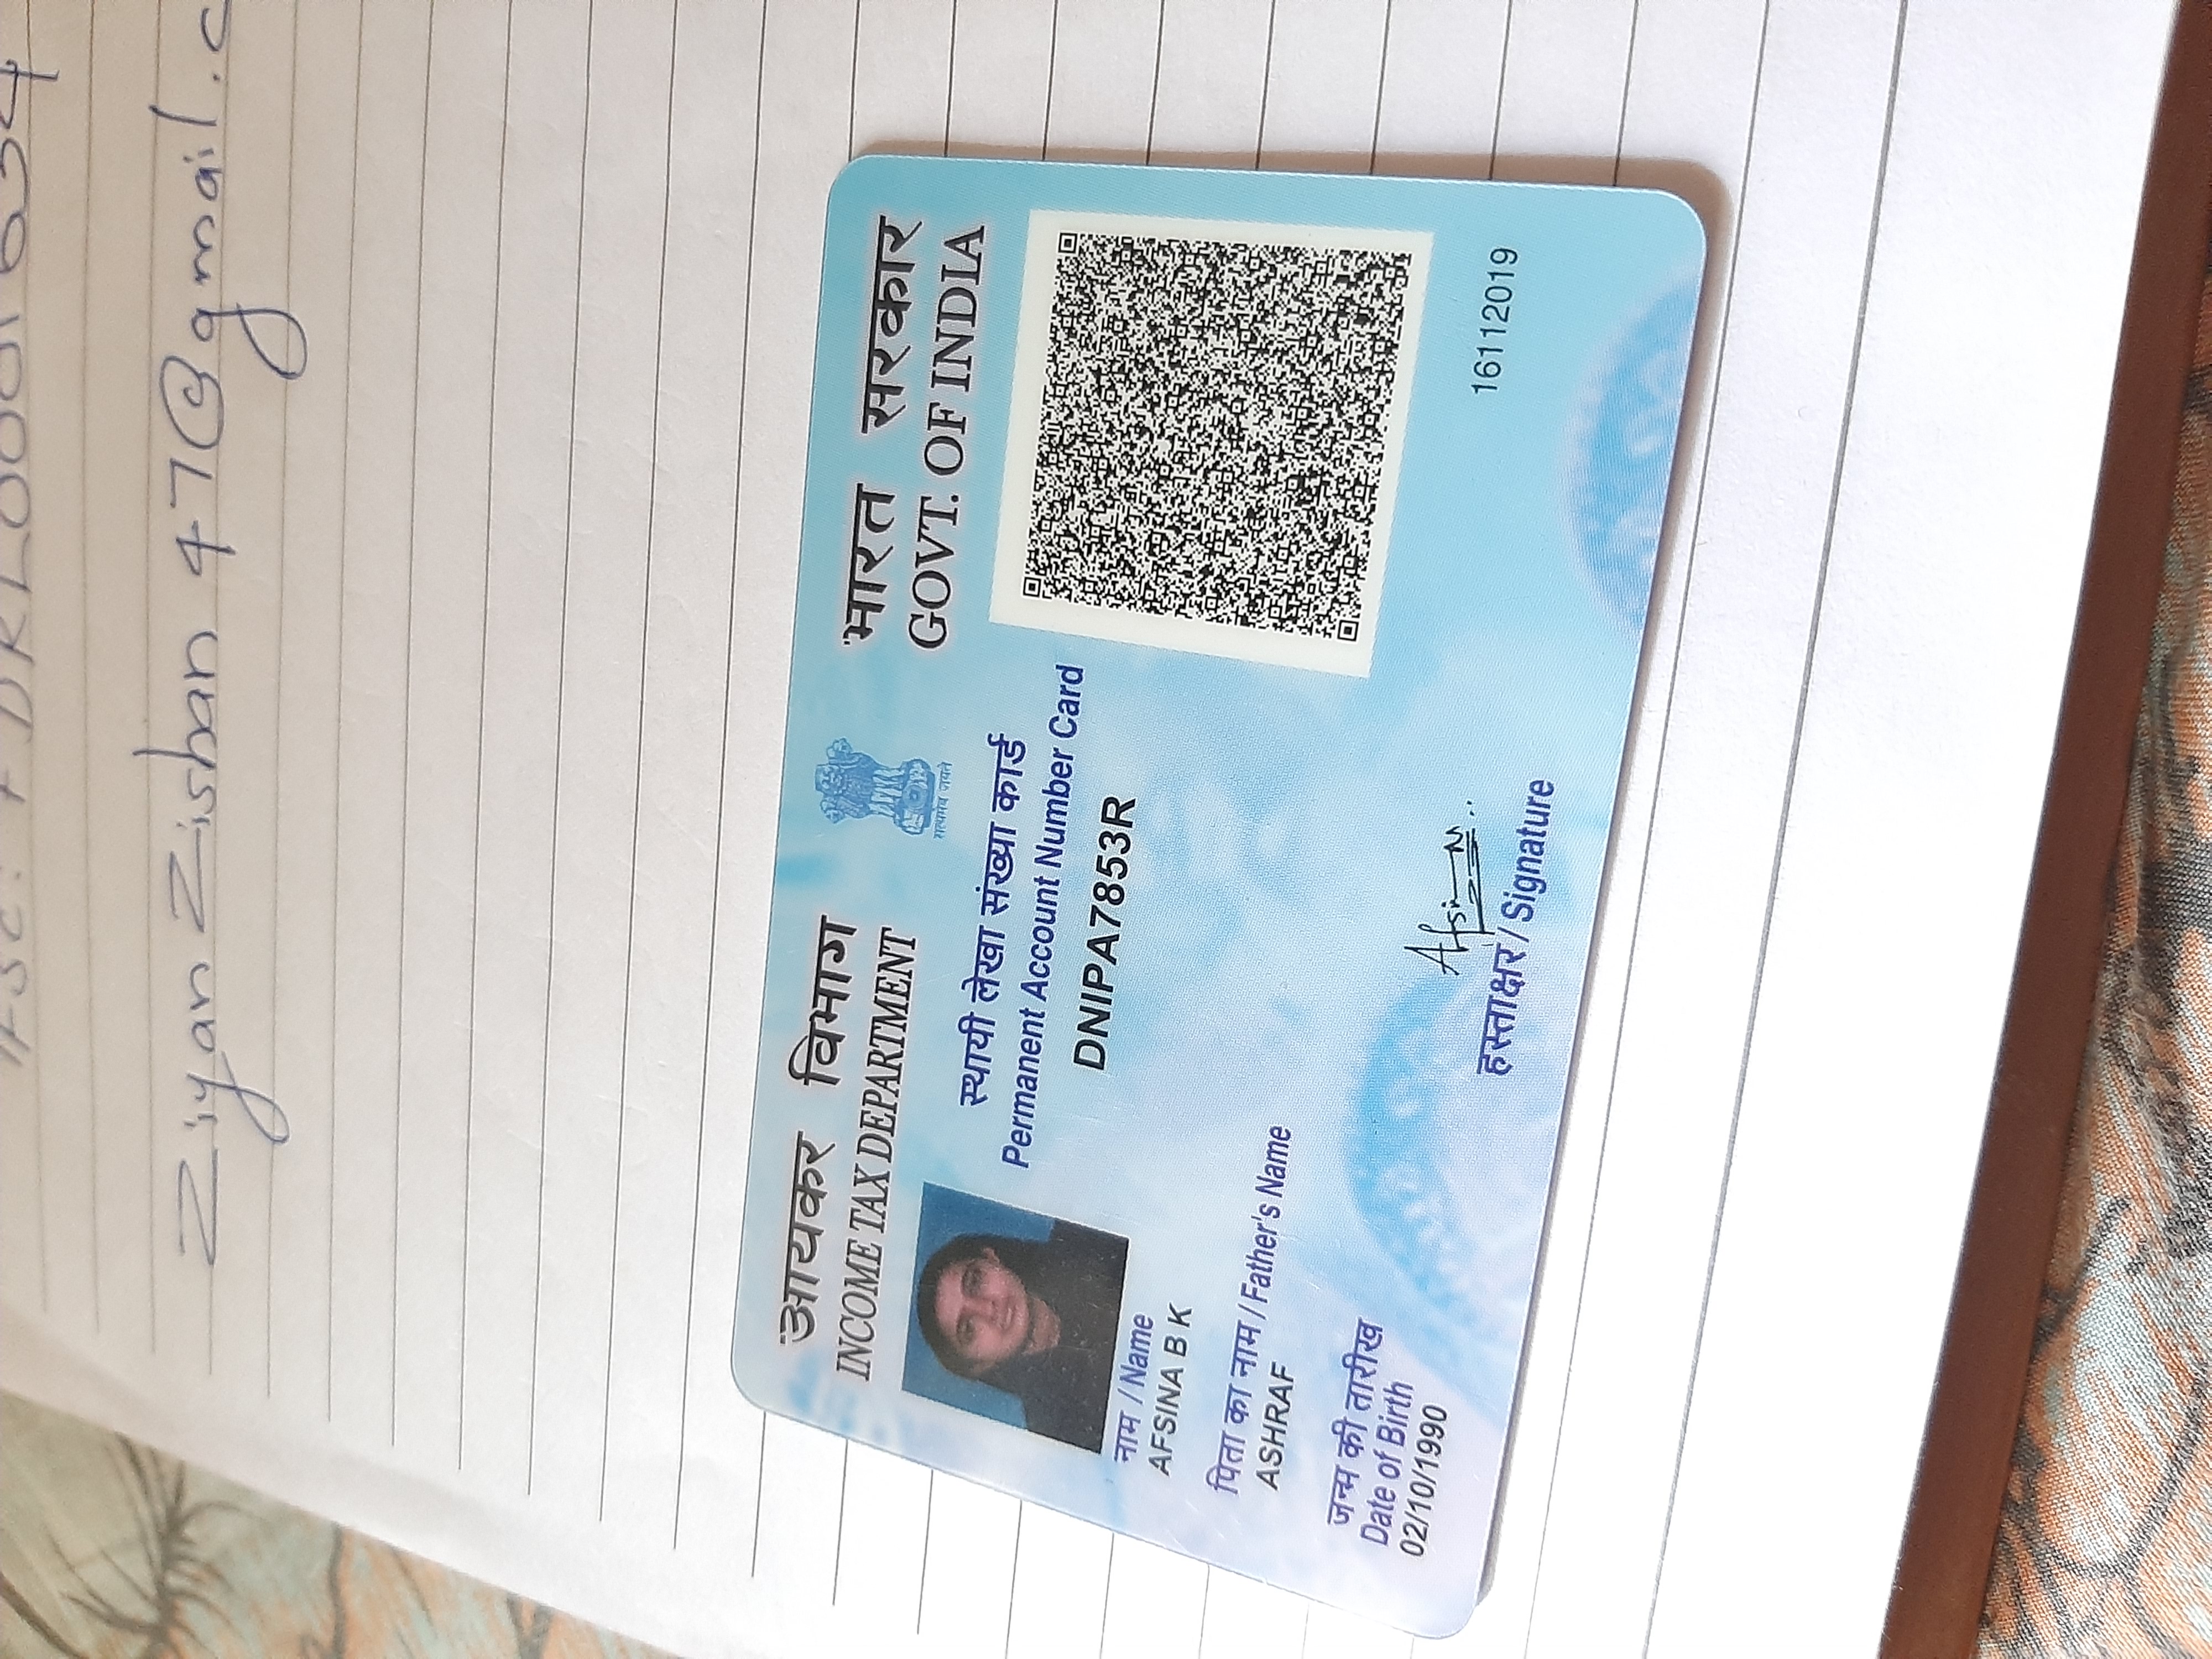 IFSC: FDRL0001634
Ziyan Zishan 47@gmail.c
आयकर विभाग
INCOME TAX DEPARTMENT
सत्यमेव जयते
भारत सरकार
GOVT. OF INDIA
स्थायी लेखा संख्या कार्ड
Permanent Account Number Card
DNIPA7853R
नाम / Name
AFSINA B K
पिता का नाम / Father's Name
ASHRAF
जन्म की तारीख
Date of Birth
02/10/1990
Afsina
हस्ताक्षर / Signature
16112019